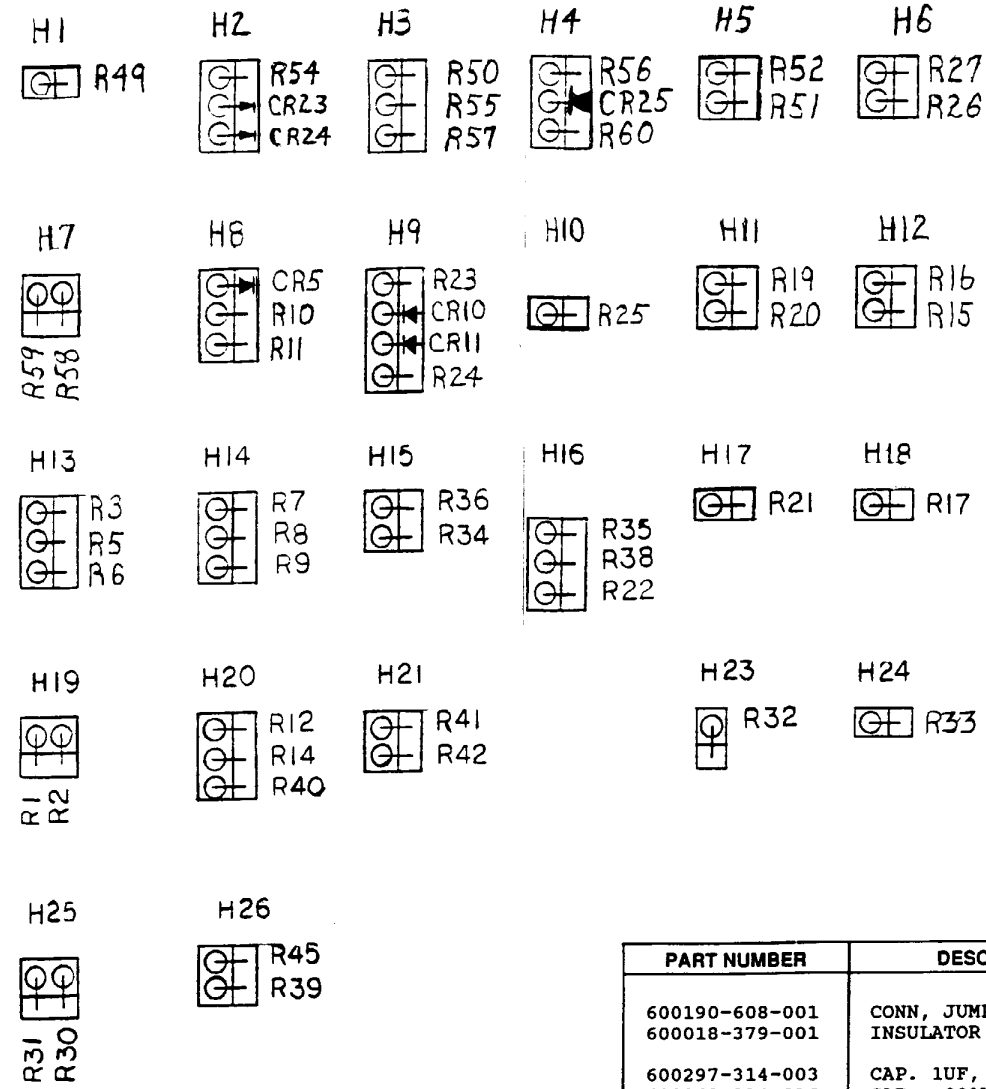 H1 H2 H3 H4 H5 H6
R49 R54 R50 R56 R52 R27
CR23 R55 CR25 R51 R26
CR24 R57 R60
H7 H8 H9 H10 H11 H12
CR5 R23 R25 R19 R16
R10 CR10 R20 R15
R11 CR11
R24
R59 R58
H13 H14 H15 H16 H17 H18
R3 R7 R36 R35 R21 R17
R5 R8 R34 R38
R6 R9 R22
H19 H20 H21 H23 H24
R12 R41 R32 R33
R14 R42
R40
R1 R2
H25 H26
R45
R39
R31 R30
PART NUMBER DESC
600190-608-001 CONN,
600018-379-001 INSULATOR
600297-314-003 CAP. 1UF,